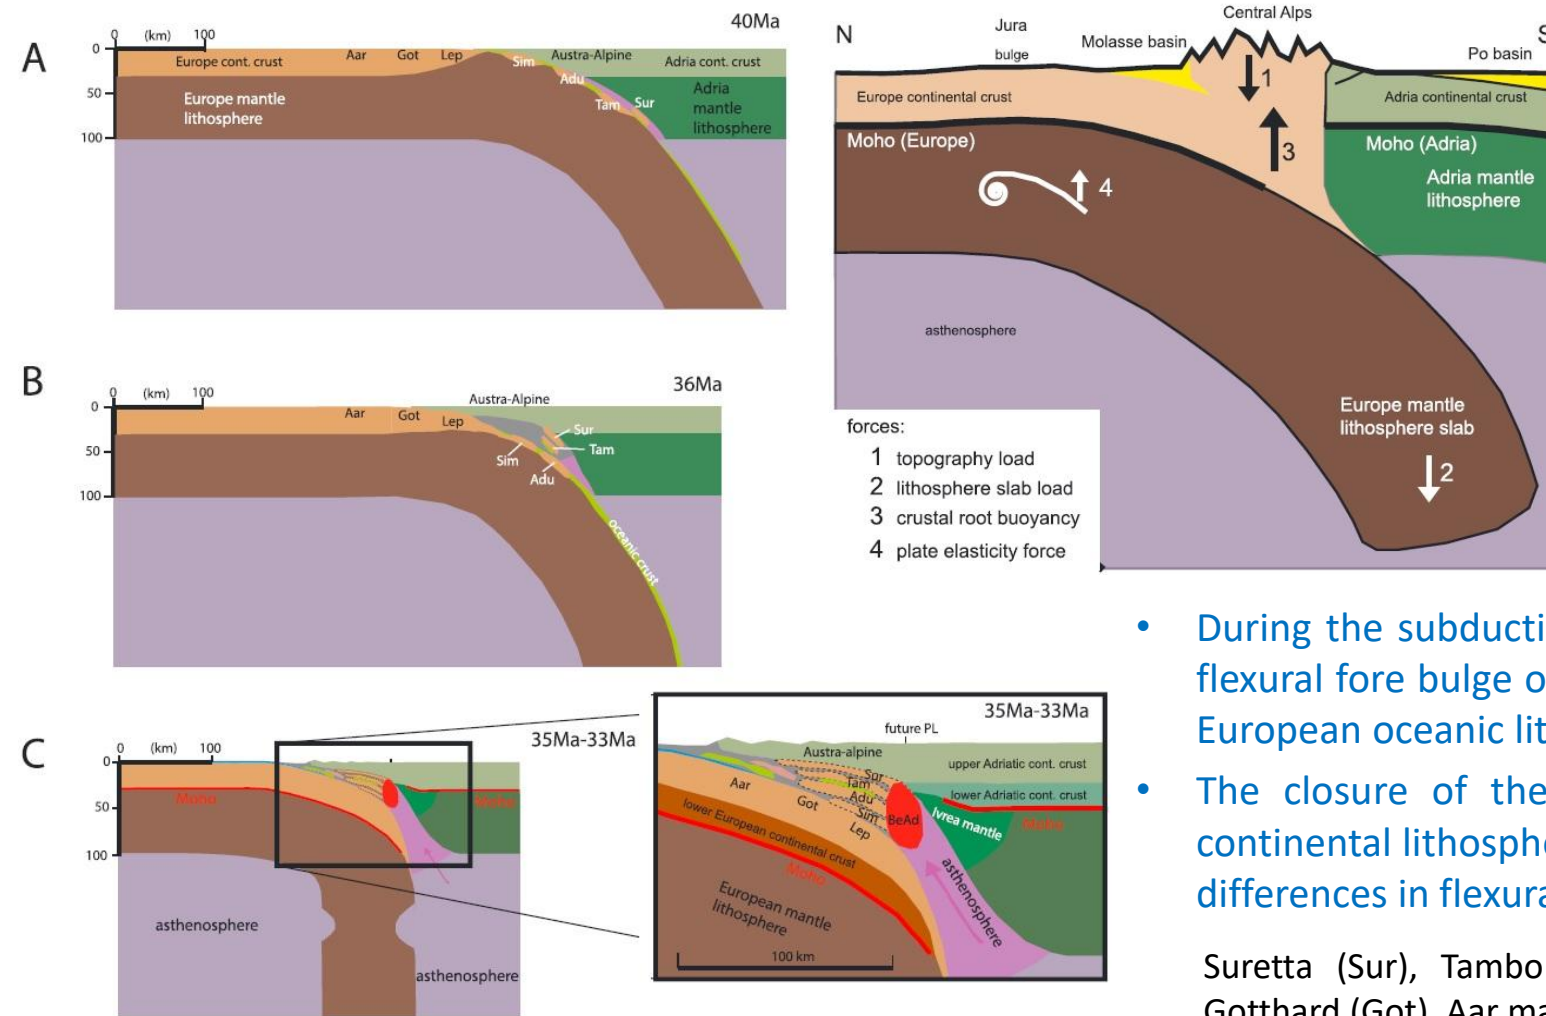 A
40Ma
0 (km) 100
0
50
100
Europe cont. crust
Aar
Got
Lep
Sim
Austra-Alpine
Adria cont. crust
Europe mantle
lithosphere
Adu
Tam
Sur
Adria
mantle
lithosphere
B
36Ma
0 (km) 100
0
50
100
Austra-Alpine
Aar
Got
Lep
Sur
Tam
Sim
Adu
oceanic crust
C
35Ma-33Ma
0 (km) 100
0
50
100
Moho
Moho
asthenosphere
asthenosphere
35Ma-33Ma
future PL
Austra-alpine
upper Adriatic cont. crust
lower Adriatic cont. crust
Sur
Tam
Adu
Sim
Lep
Aar
Got
BeAd
Ivrea mantle
Moho
lower European continental crust
Moho
European mantle
lithosphere
asthenosphere
100 km
N
Jura
bulge
Molasse basin
Central Alps
S
Po basin
1
Europe continental crust
Adria continental crust
Moho (Europe)
3
Moho (Adria)
4
Adria mantle
lithosphere
asthenosphere
Europe mantle
lithosphere slab
2
forces:
1 topography load
2 lithosphere slab load
3 crustal root buoyancy
4 plate elasticity force
• During the subducti
flexural fore bulge o
European oceanic lit
• The closure of the
continental lithosph
differences in flexura
Suretta (Sur), Tambo
Gotthard (Got), Aar ma